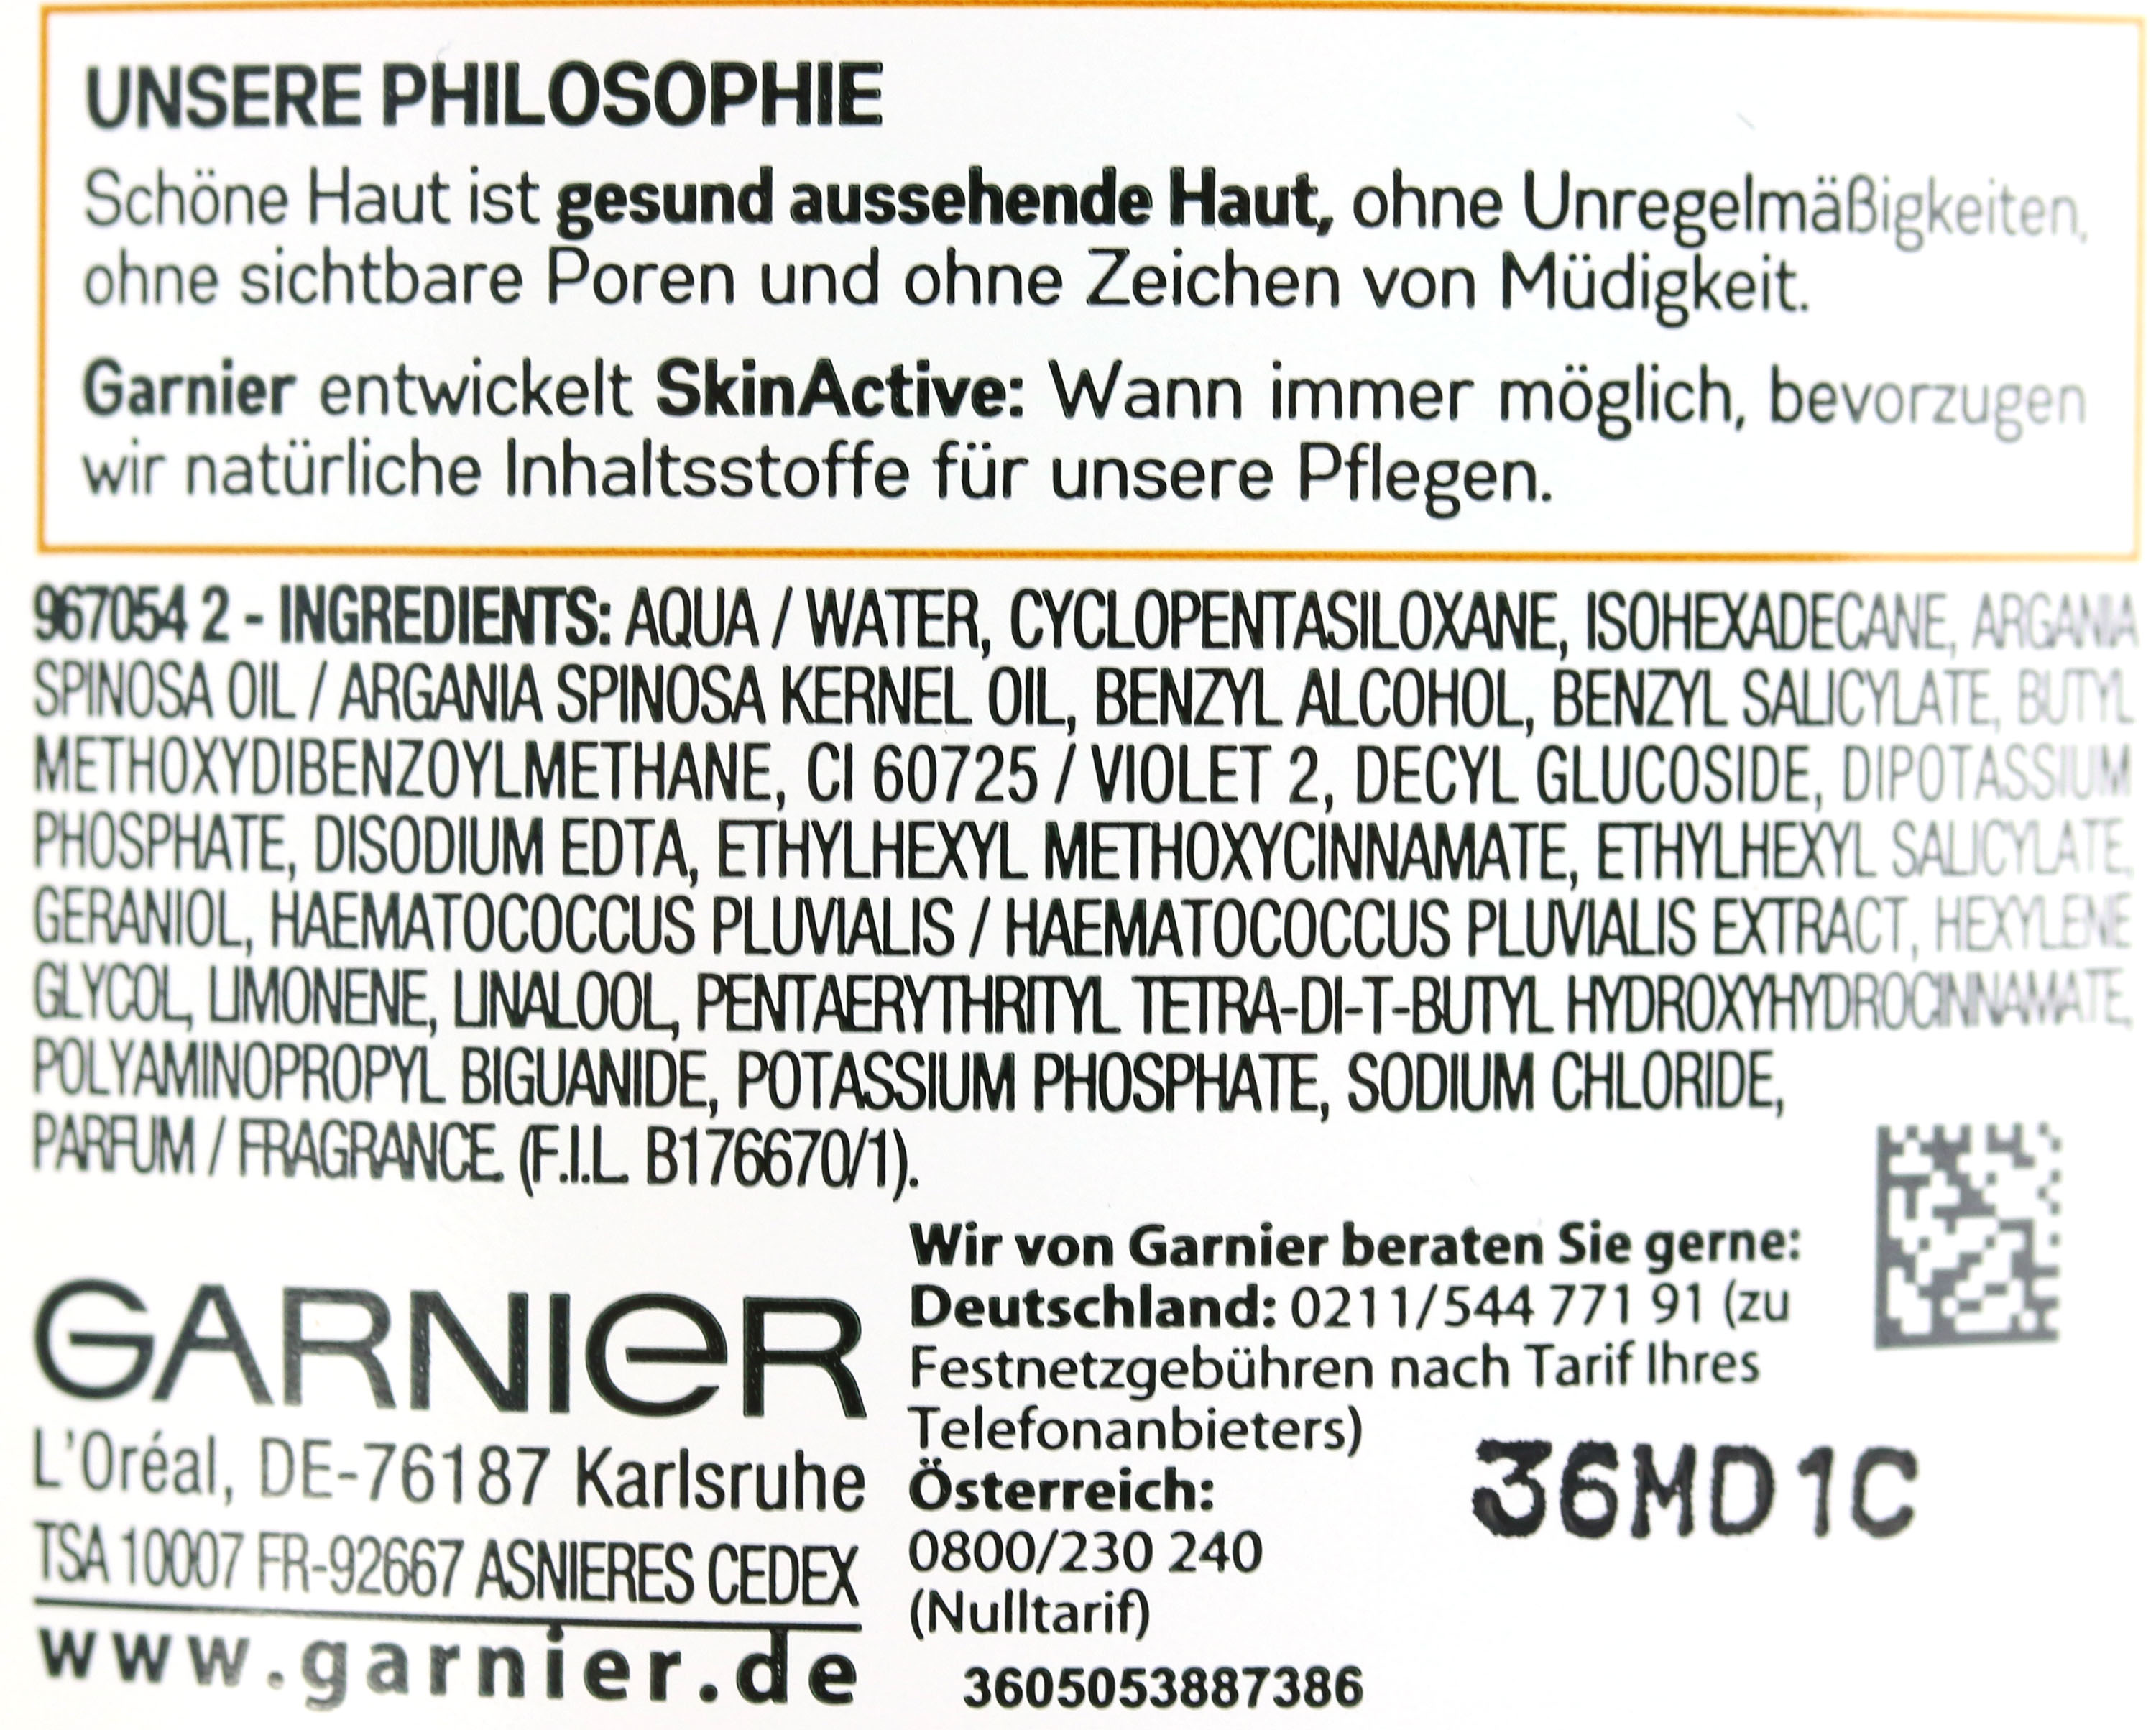 UNSERE PHILOSOPHIE
Schöne Haut ist gesund aussehende Haut, ohne Unregelmäßigkeiten,
ohne sichtbare Poren und ohne Zeichen von Müdigkeit.
Garnier entwickelt SkinActive: Wann immer möglich, bevorzugen
wir natürliche Inhaltsstoffe für unsere Pflegen.
967054 2 - INGREDIENTS: AQUA / WATER, CYCLOPENTASILOXANE, ISOHEXADECANE, ARGANIA
SPINOSA OIL / ARGANIA SPINOSA KERNEL OIL, BENZYL ALCOHOL, BENZYL SALICYLATE, BUTYL
METHOXYDIBENZOYLMETHANE, CI 60725 / VIOLET 2, DECYL GLUCOSIDE, DIPOTASSIUM
PHOSPHATE, DISODIUM EDTA, ETHYLHEXYL METHOXYCINNAMATE, ETHYLHEXYL SALICYLATE,
GERANIOL, HAEMATOCOCCUS PLUVIALIS / HAEMATOCOCCUS PLUVIALIS EXTRACT, HEXYLENE
GLYCOL, LIMONENE, LINALOOL, PENTAERYTHRITYL TETRA-DI-T-BUTYL HYDROXYHYDROCINNAMATE,
POLYAMINOPROPYL BIGUANIDE, POTASSIUM PHOSPHATE, SODIUM CHLORIDE,
PARFUM / FRAGRANCE (F.I.L. B176670/1).
GARNIeR
L'Oréal, DE-76187 Karlsruhe
TSA 10007 FR-92667 ASNIERES CEDEX
www.garnier.de
Wir von Garnier beraten Sie gerne:
Deutschland: 0211/544 771 91 (zu
Festnetzgebühren nach Tarif Ihres
Telefonanbieters)
Österreich:
0800/230 240
(Nulltarif)
3605053887386
36MD1C